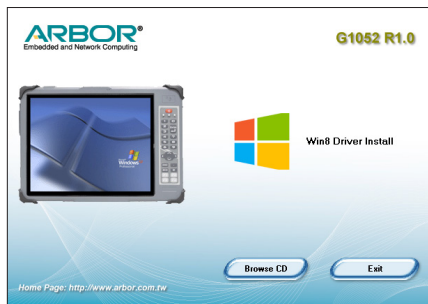 ARBOR®
Embedded and Network Computing
G1052 R1.0
Windows
Win8 Driver Install
Browse CD
Exit
Home Page: http://www.arbor.com.tw